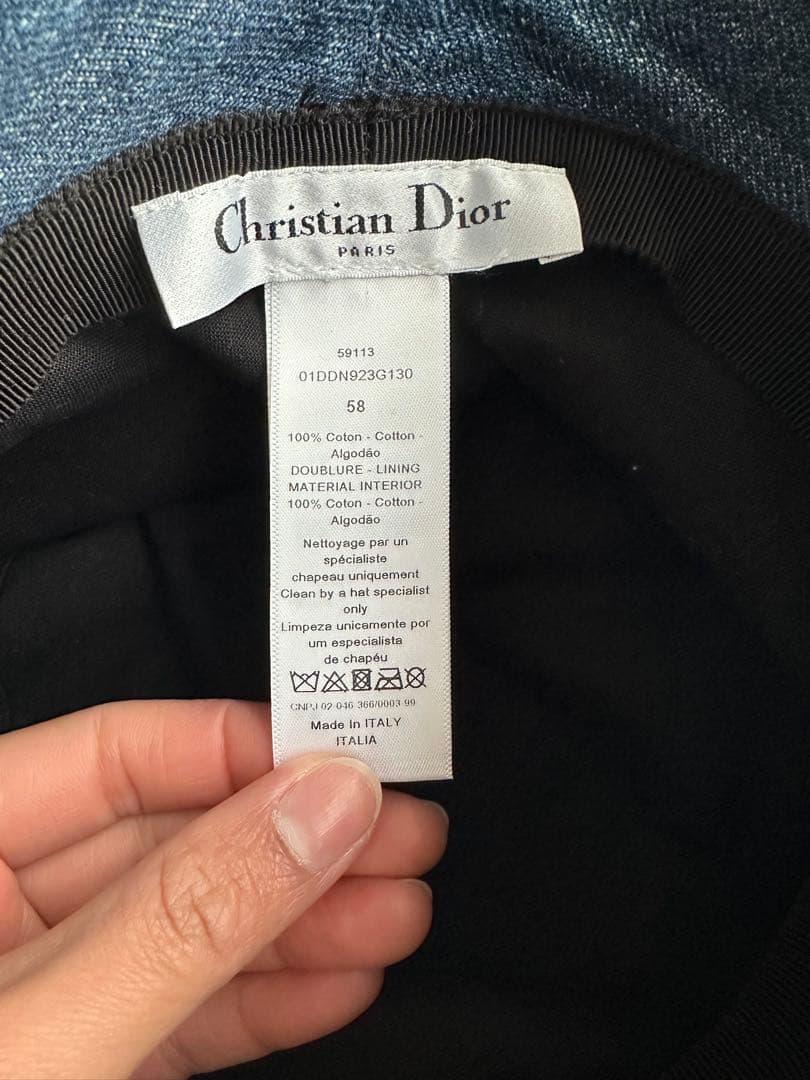 Christian Dior
PARIS
59113
01DDN923G130
58
100% Coton - Cotton -
Algodão
DOUBLURE - LINING
MATERIAL INTERIOR
100% Coton - Cotton -
Algodão
Nettoyage par un
spécialiste
chapeau uniquement
Clean by a hat specialist
only
Limpeza unicamente por
um especialista
de chapéu
CNPJ 02 046 366/0003-99
Made In ITALY
ITALIA